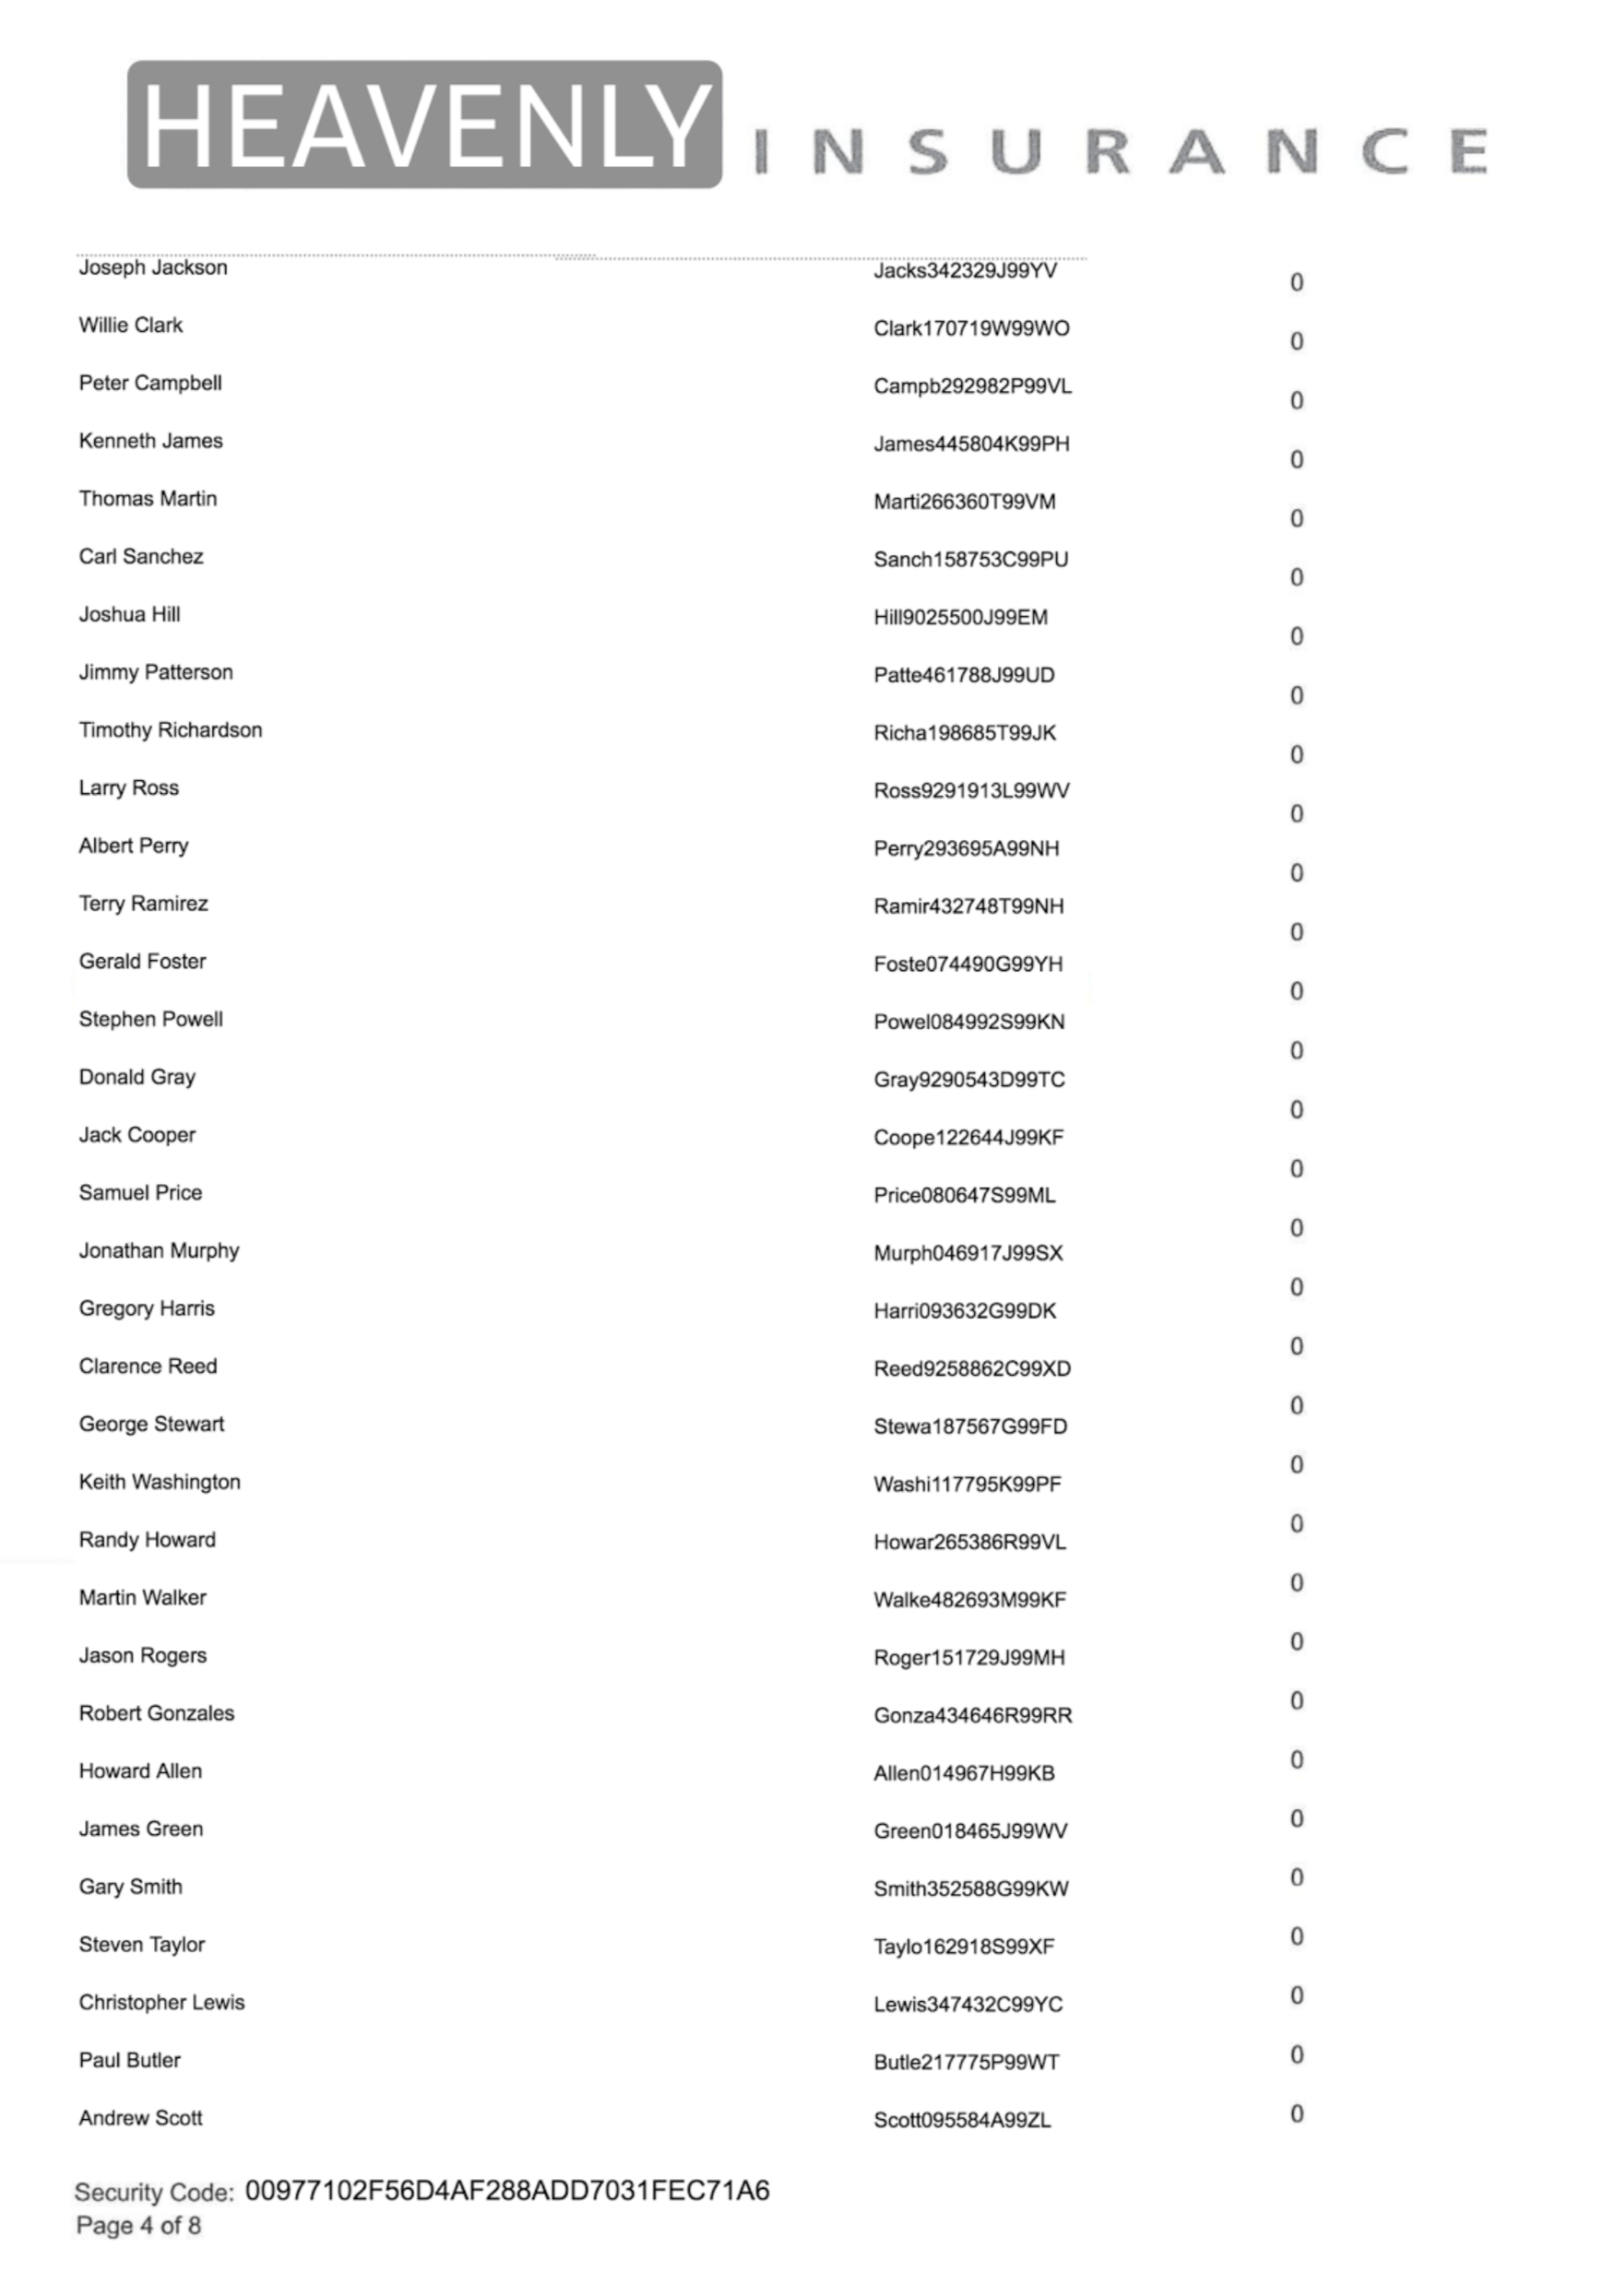 HEAVENLY INSURANCE
Joseph Jackson Jacks342329J99YV 0
Willie Clark Clark170719W99WO 0
Peter Campbell Campb292982P99VL 0
Kenneth James James445804K99PH 0
Thomas Martin Marti266360T99VM 0
Carl Sanchez Sanch158753C99PU 0
Joshua Hill Hill9025500J99EM 0
Jimmy Patterson Patte461788J99UD 0
Timothy Richardson Richa198685T99JK 0
Larry Ross Ross9291913L99WV 0
Albert Perry Perry293695A99NH 0
Terry Ramirez Ramir432748T99NH 0
Gerald Foster Foste074490G99YH 0
Stephen Powell Powel084992S99KN 0
Donald Gray Gray9290543D99TC 0
Jack Cooper Coope122644J99KF 0
Samuel Price Price080647S99ML 0
Jonathan Murphy Murph046917J99SX 0
Gregory Harris Harri093632G99DK 0
Clarence Reed Reed9258862C99XD 0
George Stewart Stewa187567G99FD 0
Keith Washington Washi117795K99PF 0
Randy Howard Howar265386R99VL 0
Martin Walker Walke482693M99KF 0
Jason Rogers Roger151729J99MH 0
Robert Gonzales Gonza434646R99RR 0
Howard Allen Allen014967H99KB 0
James Green Green018465J99WV 0
Gary Smith Smith352588G99KW 0
Steven Taylor Taylo162918S99XF 0
Christopher Lewis Lewis347432C99YC 0
Paul Butler Butle217775P99WT 0
Andrew Scott Scott095584A99ZL 0
Security Code: 00977102F56D4AF288ADD7031FEC71A6
Page 4 of 8